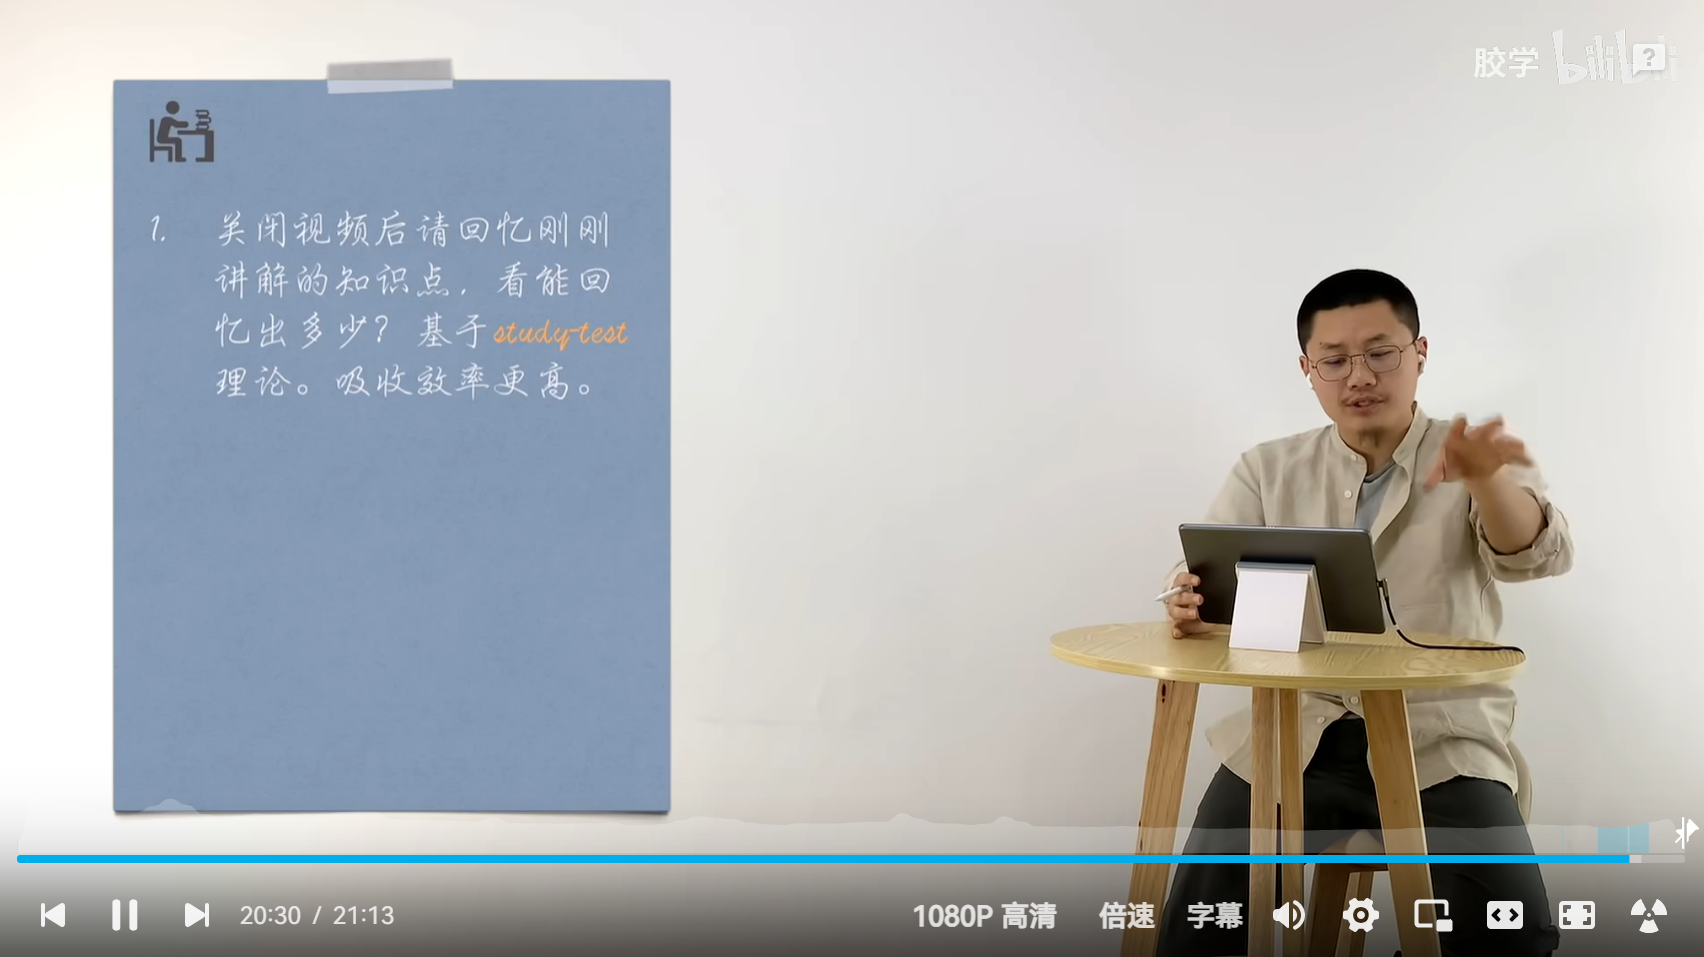 胶学 bilibili
1. 关闭视频后请回忆刚刚
讲解的知识点，看能回
忆出多少？基于study-test
理论。吸收效率更高。
20:30 / 21:13
1080P 高清 倍速 字幕